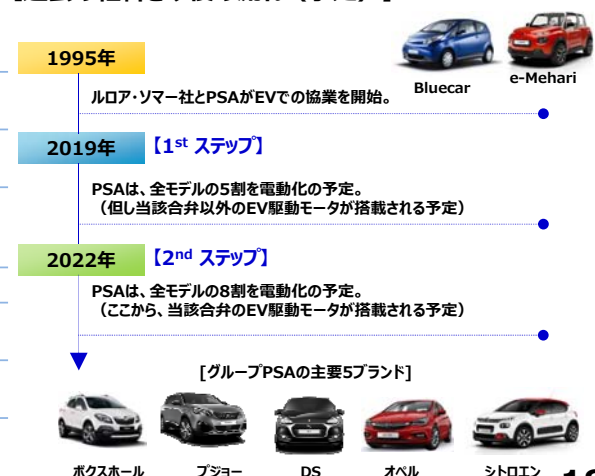 1995年
Bluecar
e-Mehari
ルロア・ソマー社とPSAがEVでの協業を開始。
2019年
【1st ステップ】
PSAは、全モデルの5割を電動化の予定。
（但し当該合弁以外のEV駆動モータが搭載される予定）
2022年
【2nd ステップ】
PSAは、全モデルの8割を電動化の予定。
（ここから、当該合弁のEV駆動モータが搭載される予定）
[グループPSAの主要5ブランド]
ボクスホール プジョー DS オペル シトロエン